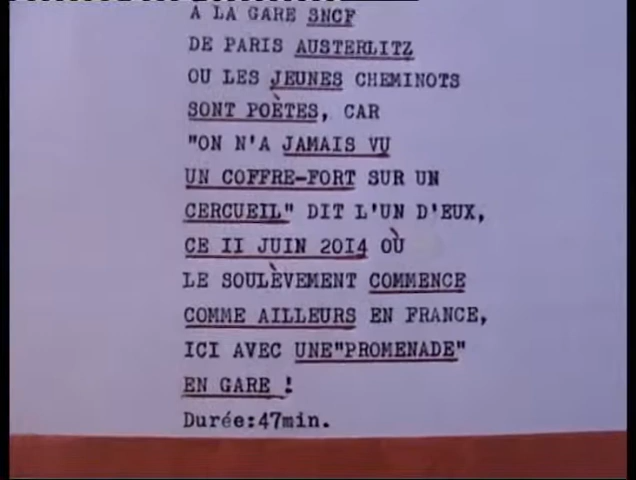 A LA GARE SNCF
DE PARIS AUSTERLITZ
OU LES JEUNES CHEMINOTS
SONT POÈTES, CAR
"ON N'A JAMAIS VU
UN COFFRE-FORT SUR UN
CERCUEIL" DIT L'UN D'EUX,
CE II JUIN 2014 OÙ
LE SOULÈVEMENT COMMENCE
COMME AILLEURS EN FRANCE,
ICI AVEC UNE"PROMENADE"
EN GARE !
Durée:47min.